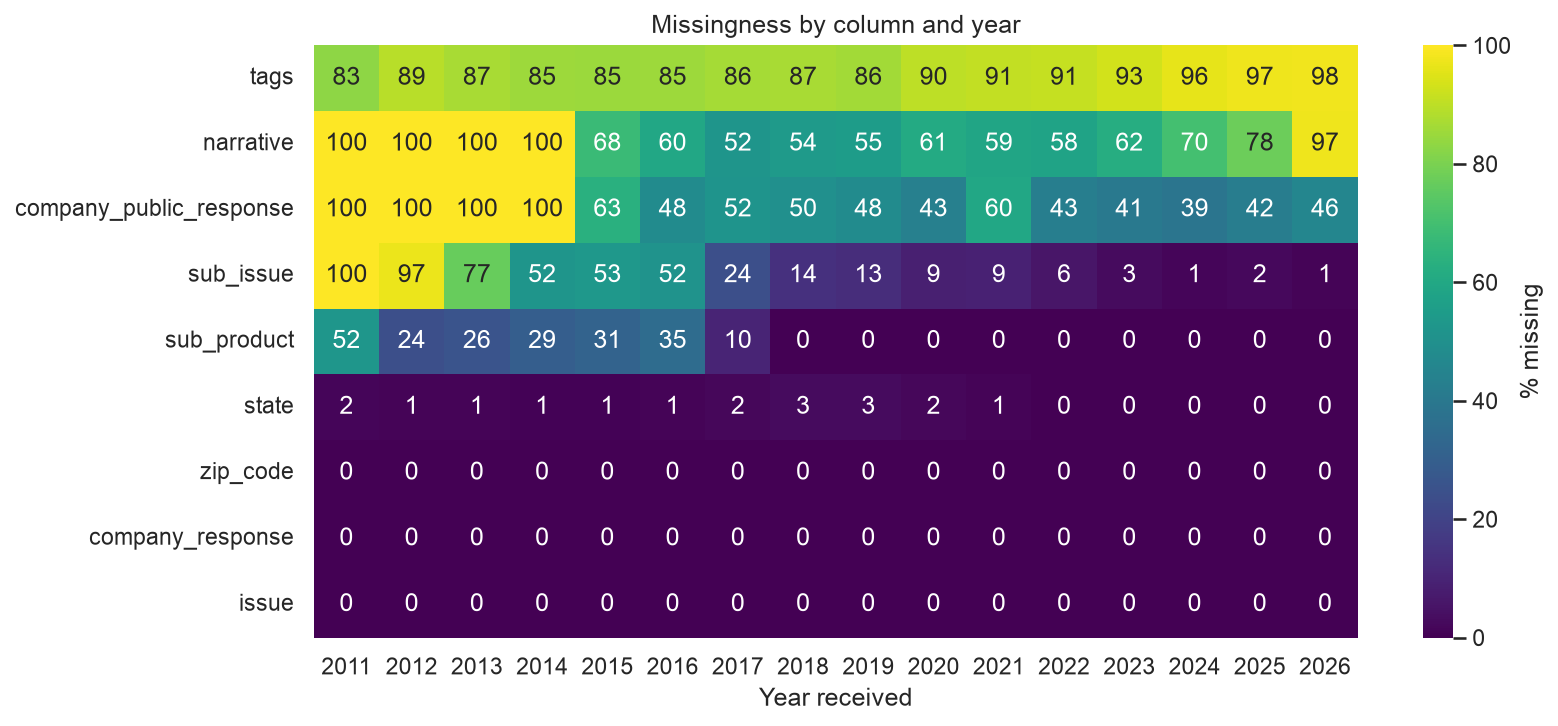 Missingness by column and year
tags 83 89 87 85 85 85 86 87 86 90 91 91 93 96 97 98
narrative 100 100 100 100 68 60 52 54 55 61 59 58 62 70 78 97
company_public_response 100 100 100 100 63 48 52 50 48 43 60 43 41 39 42 46
sub_issue 100 97 77 52 53 52 24 14 13 9 9 6 3 1 2 1
sub_product 52 24 26 29 31 35 10 0 0 0 0 0 0 0 0 0
state 2 1 1 1 1 1 2 3 3 2 1 0 0 0 0 0
zip_code 0 0 0 0 0 0 0 0 0 0 0 0 0 0 0 0
company_response 0 0 0 0 0 0 0 0 0 0 0 0 0 0 0 0
issue 0 0 0 0 0 0 0 0 0 0 0 0 0 0 0 0
2011 2012 2013 2014 2015 2016 2017 2018 2019 2020 2021 2022 2023 2024 2025 2026
Year received
100
80
60
40
20
0
% missing